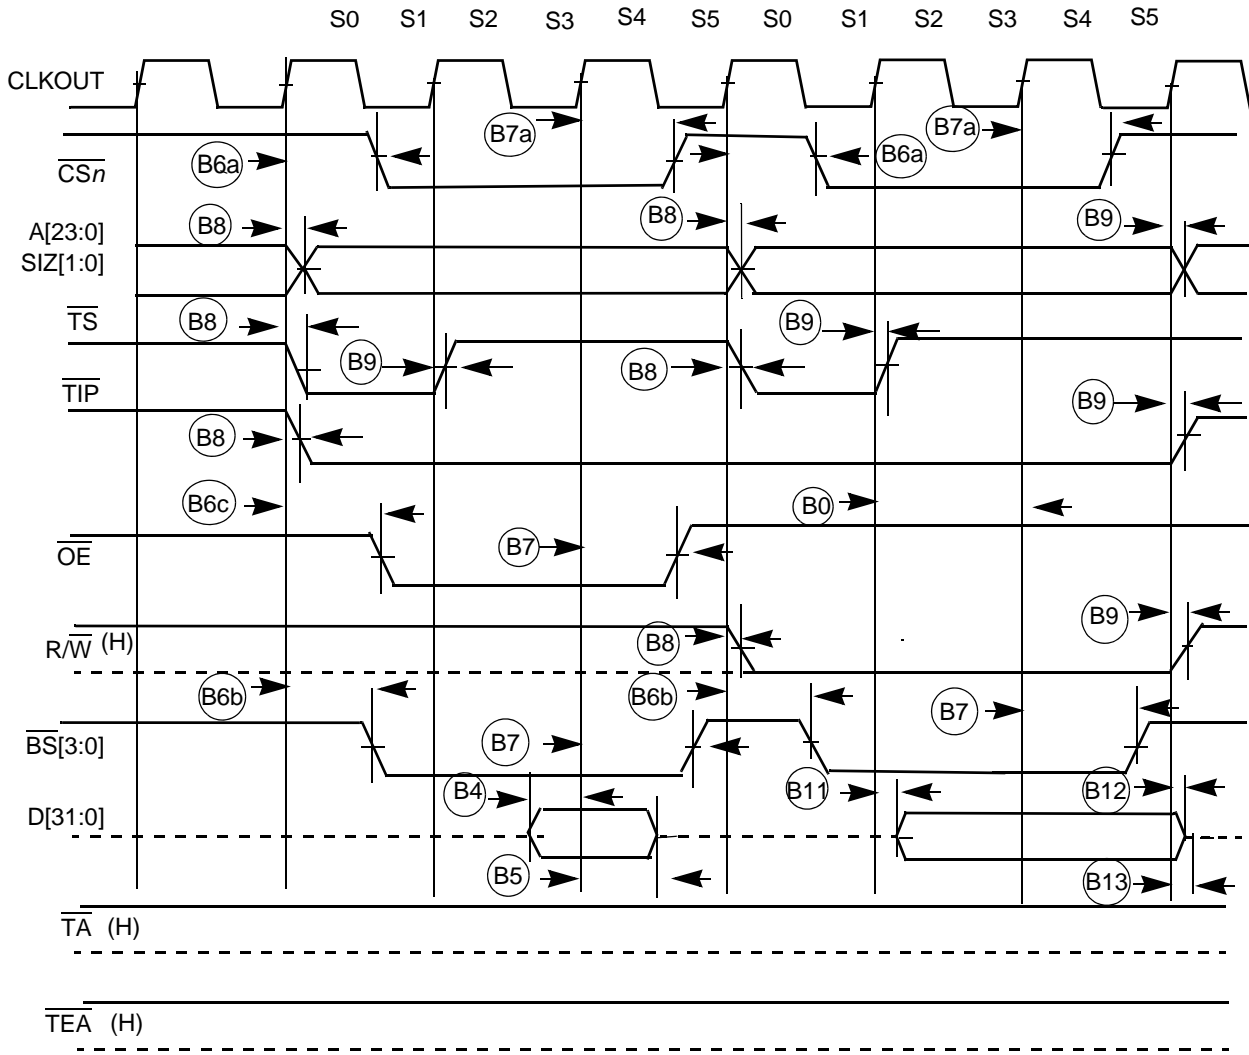 S0 S1 S2 S3 S4 S5 S0 S1 S2 S3 S4 S5
CLKOUT
B7a B7a
B6a B6a
CSn
B8 B8 B9
A[23:0]
SIZ[1:0]
TS B8 B9
B9 B8
TIP B9
B8
B6c B0
OE B7
R/W (H) B8 B9
B6b B6b B7
BS[3:0] B7
B4 B11 B12
D[31:0]
B5 B13
TA (H)
TEA (H)